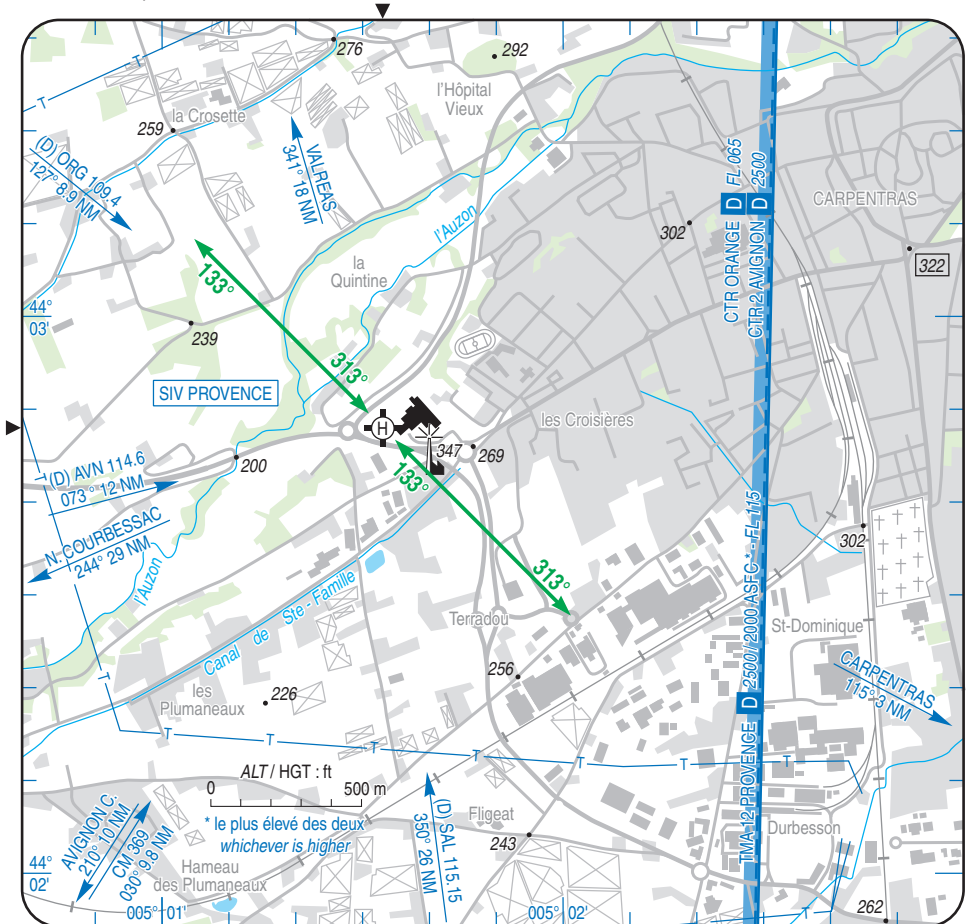 276
292
l'Hôpital
Vieux
la Crosette
259
(D) ORG 109.4
127° 8.9 NM
VALREAS
341° 18 NM
T
l'Auzon
CTR ORANGE D FL 065
CTR 2 AVIGNON D 2500
CARPENTRAS
302
322
la
Quintine
133°
313°
44°
03'
239
SIV PROVENCE
H
les Croisières
347
269
200
(D) AVN 114.6
073° 12 NM
T
133°
N. COURBESSAC
244° 29 NM
l'Auzon
Canal de Ste-Famille
313°
302
Terradou
St-Dominique
256
TMA 12 PROVENCE D 2500/2000 ASFC* - FL 115
CARPENTRAS
115° 3 NM
les
Plumaneaux
226
T
T
T
T
T
T
T
ALT / HGT : ft
0 500 m
* le plus élevé des deux
whichever is higher
AVIGNON C.
210° 10 NM
CM 369
030° 9.8 NM
(D) SAL 115.15
350° 26 NM
Fligeat
243
Durbesson
44°
02'
Hameau
des Plumaneaux
005° 01'
005° 02'
T
262